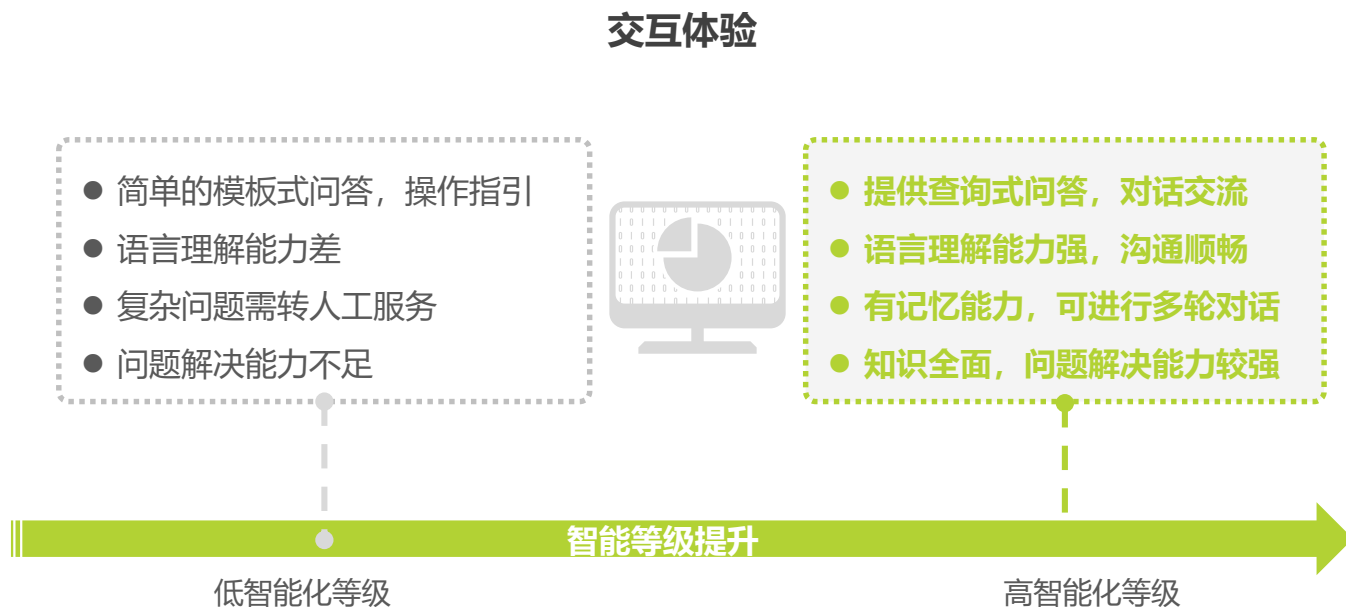 交互体验
● 简单的模板式问答，操作指引
● 语言理解能力差
● 复杂问题需转人工服务
● 问题解决能力不足
● 提供查询式问答，对话交流
● 语言理解能力强，沟通顺畅
● 有记忆能力，可进行多轮对话
● 知识全面，问题解决能力较强
智能等级提升
低智能化等级
高智能化等级